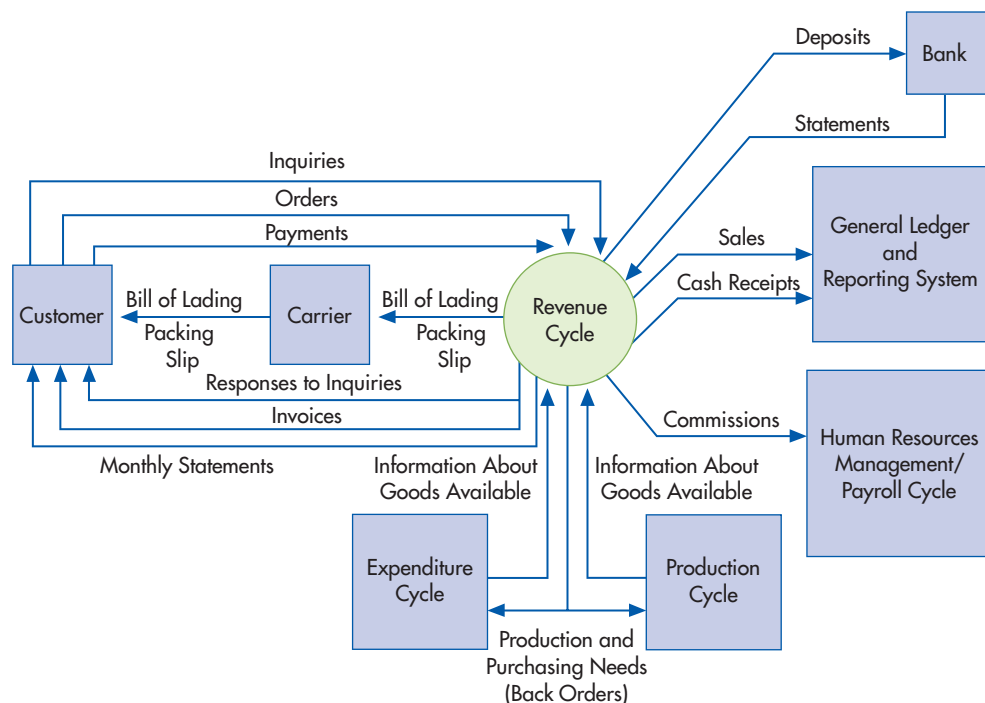 Deposits
Bank
Statements
Inquiries
Orders
Payments
Sales
General Ledger
and
Reporting System
Cash Receipts
Customer
Bill of Lading
Packing
Slip
Carrier
Bill of Lading
Packing
Slip
Revenue
Cycle
Responses to Inquiries
Invoices
Monthly Statements
Commissions
Human Resources
Management/
Payroll Cycle
Information About
Goods Available
Information About
Goods Available
Expenditure
Cycle
Production
Cycle
Production and
Purchasing Needs
(Back Orders)